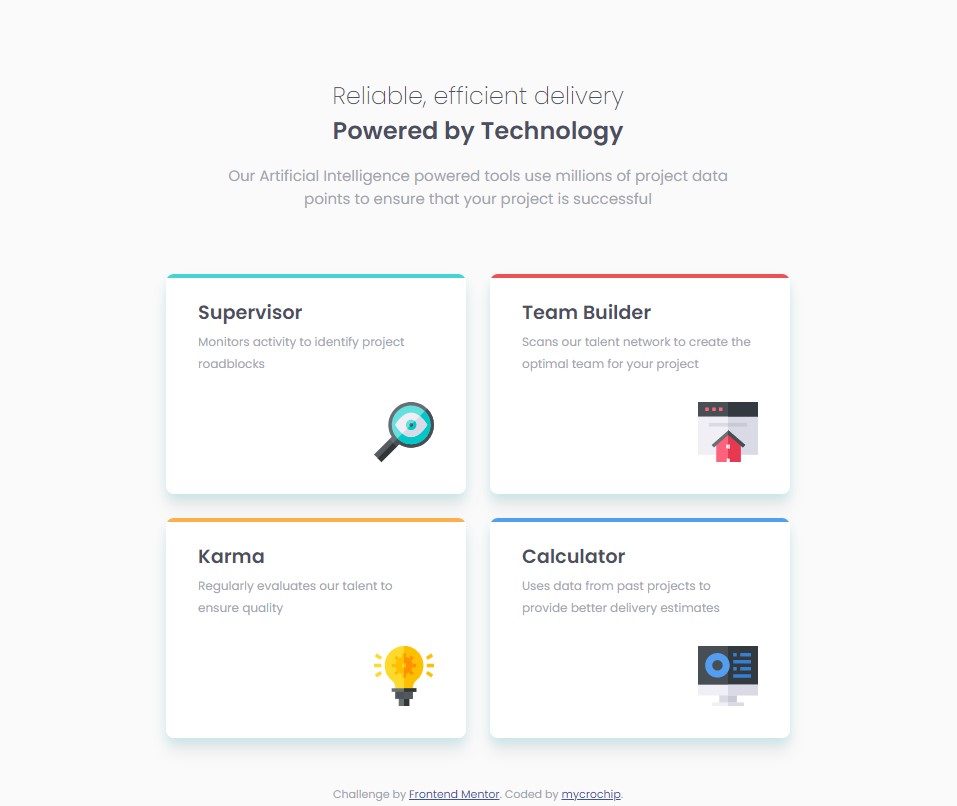 Reliable, efficient delivery
Powered by Technology
Our Artificial Intelligence powered tools use millions of project data
points to ensure that your project is successful
Supervisor
Monitors activity to identify project
roadblocks
Team Builder
Scans our talent network to create the
optimal team for your project
Karma
Regularly evaluates our talent to
ensure quality
Calculator
Uses data from past projects to
provide better delivery estimates
Challenge by Frontend Mentor. Coded by mycrochip.